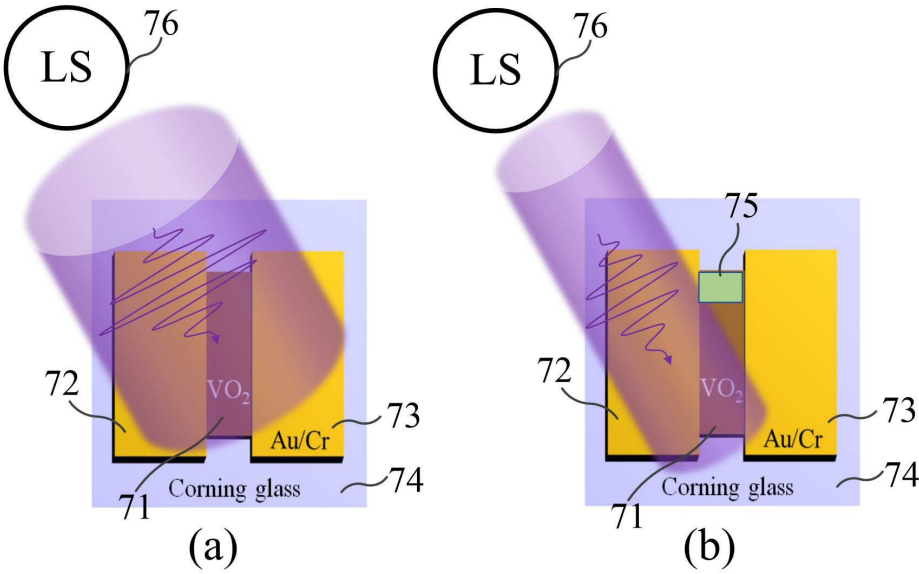 76
LS
VO₂
72
73
Au/Cr
71
Corning glass
74
(a)
76
LS
75
VO₂
72
73
Au/Cr
71
Corning glass
74
(b)